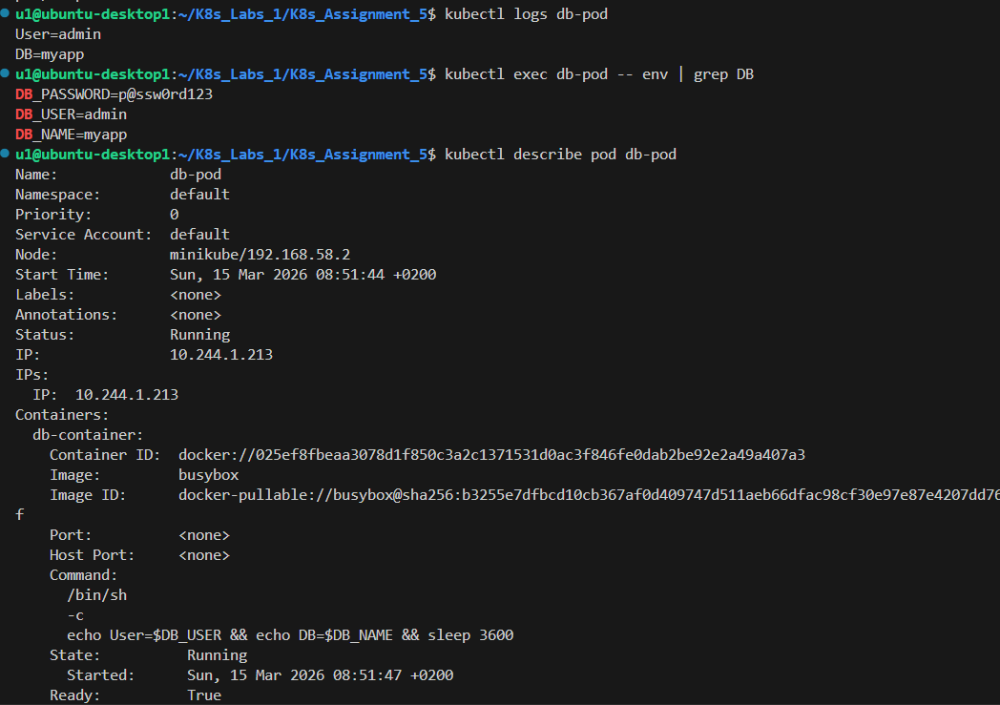 u1@ubuntu-desktop1:~/K8s_Labs_1/K8s_Assignment_5$ kubectl logs db-pod
User=admin
DB=myapp
u1@ubuntu-desktop1:~/K8s_Labs_1/K8s_Assignment_5$ kubectl exec db-pod -- env | grep DB
DB_PASSWORD=p@ssw0rd123
DB_USER=admin
DB_NAME=myapp
u1@ubuntu-desktop1:~/K8s_Labs_1/K8s_Assignment_5$ kubectl describe pod db-pod
Name:             db-pod
Namespace:        default
Priority:         0
Service Account:  default
Node:             minikube/192.168.58.2
Start Time:       Sun, 15 Mar 2026 08:51:44 +0200
Labels:           <none>
Annotations:      <none>
Status:           Running
IP:               10.244.1.213
IPs:
  IP:  10.244.1.213
Containers:
  db-container:
    Container ID:  docker://025ef8fbeaa3078d1f850c3a2c1371531d0ac3f846fe0dab2be92e2a49a407a3
    Image:         busybox
    Image ID:      docker-pullable://busybox@sha256:b3255e7dfbcd10cb367af0d409747d511aeb66dfac98cf30e97e87e4207dd76
f
    Port:          <none>
    Host Port:     <none>
    Command:
      /bin/sh
      -c
      echo User=$DB_USER && echo DB=$DB_NAME && sleep 3600
    State:          Running
      Started:      Sun, 15 Mar 2026 08:51:47 +0200
    Ready:          True